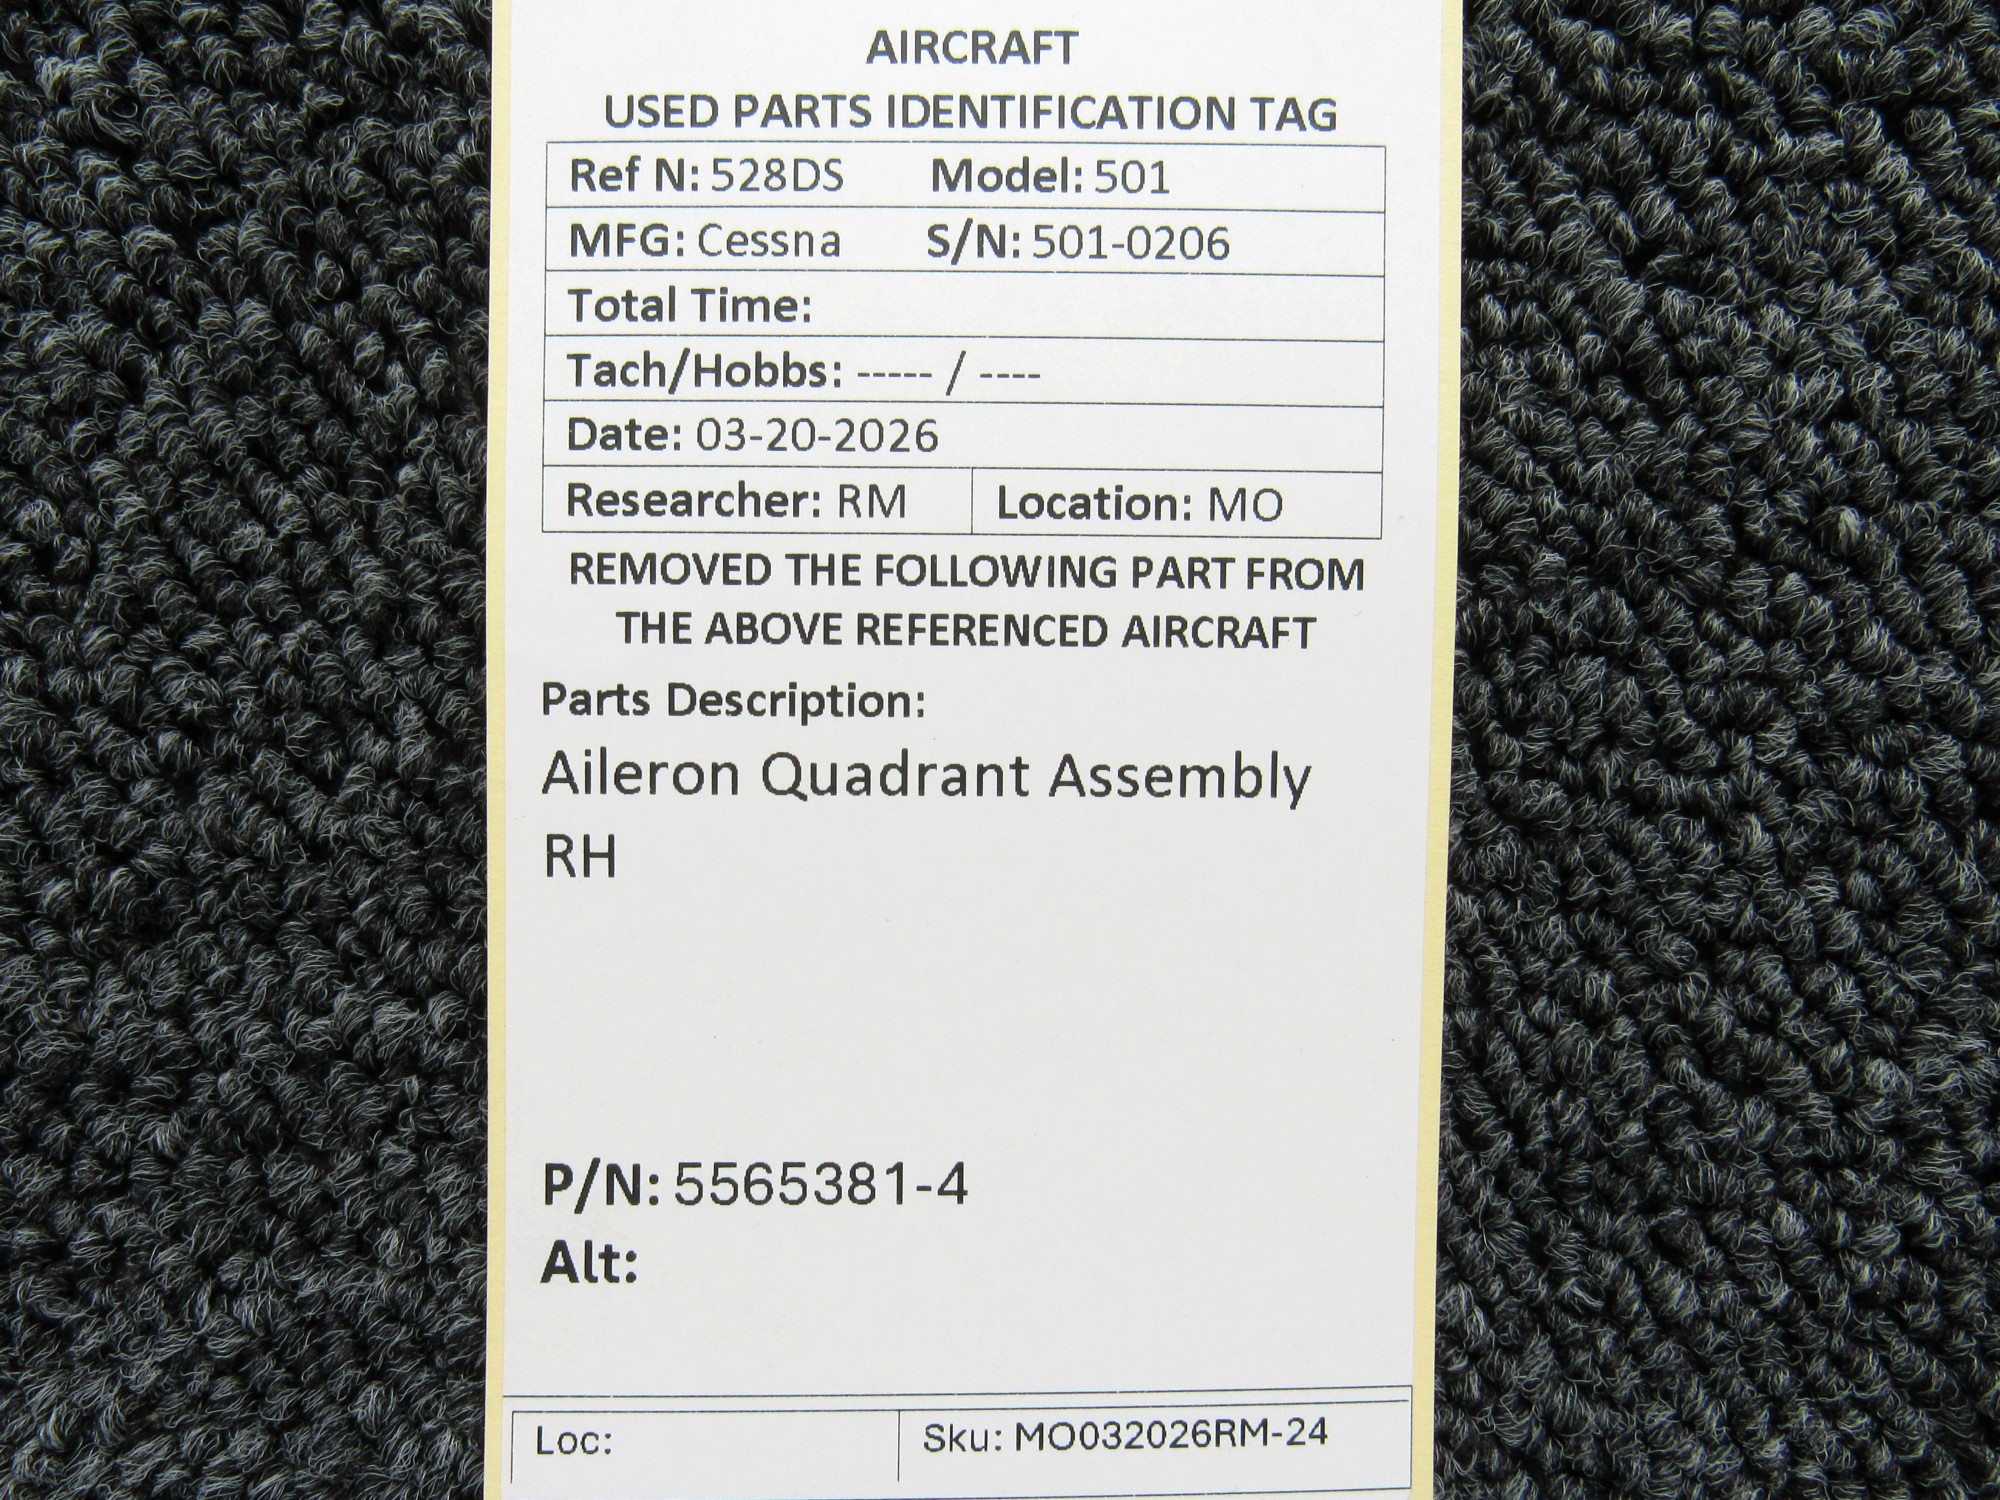 AIRCRAFT
USED PARTS IDENTIFICATION TAG
Ref N: 528DS Model: 501
MFG: Cessna S/N: 501-0206
Total Time:
Tach/Hobbs: ----- / ----
Date: 03-20-2026
Researcher: RM Location: MO
REMOVED THE FOLLOWING PART FROM
THE ABOVE REFERENCED AIRCRAFT
Parts Description:
Aileron Quadrant Assembly
RH
P/N: 5565381-4
Alt:
Loc: Sku: MO032026RM-24